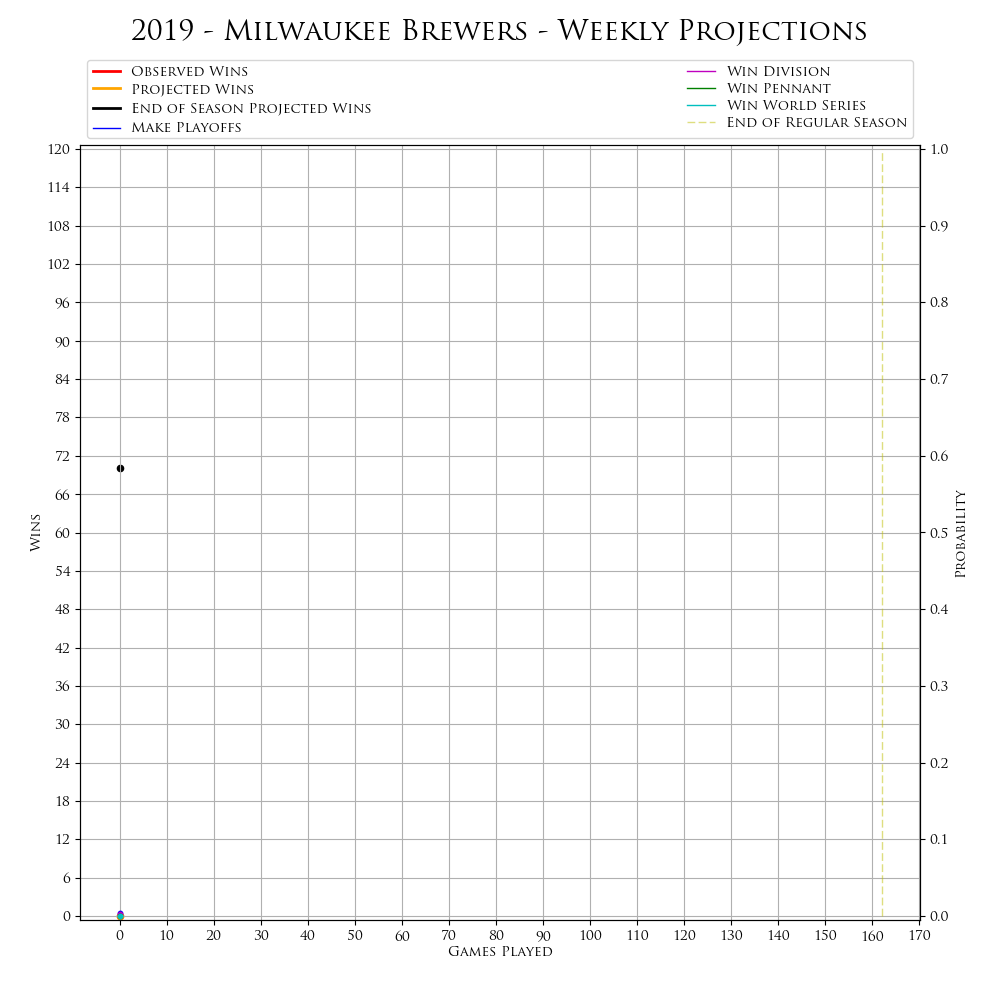 2019 - Milwaukee Brewers - Weekly Projections
Observed Wins
Projected Wins
End of Season Projected Wins
Make Playoffs
Win Division
Win Pennant
Win World Series
End of Regular Season
120
114
108
102
96
90
84
78
72
66
60
54
48
42
36
30
24
18
12
6
0
Wins
1.0
0.9
0.8
0.7
0.6
0.5
0.4
0.3
0.2
0.1
0.0
Probability
0 10 20 30 40 50 60 70 80 90 100 110 120 130 140 150 160 170
Games Played